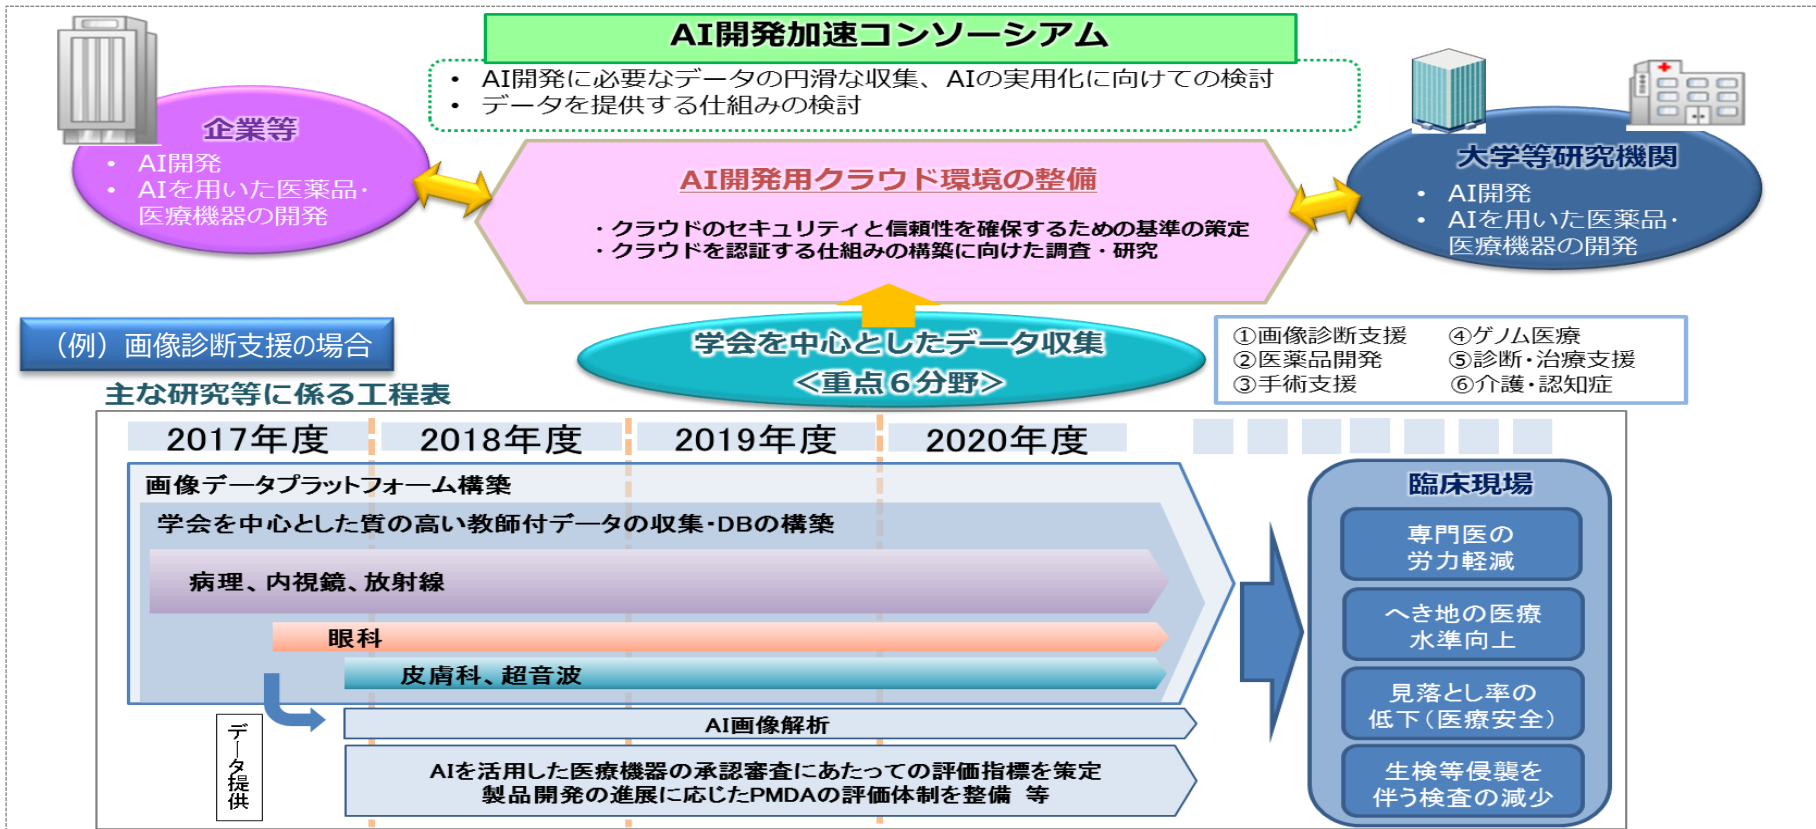 AI開発加速コンソーシアム
• AI開発に必要なデータの円滑な収集、AIの実用化に向けての検討
• データを提供する仕組みの検討
企業等
• AI開発
• AIを用いた医薬品・
医療機器の開発
AI開発用クラウド環境の整備
・クラウドのセキュリティと信頼性を確保するための基準の策定
・クラウドを認証する仕組みの構築に向けた調査・研究
大学等研究機関
• AI開発
• AIを用いた医薬品・
医療機器の開発
(例)画像診断支援の場合
学会を中心としたデータ収集
<重点6分野>
①画像診断支援 ④ゲノム医療
②医薬品開発 ⑤診断・治療支援
③手術支援 ⑥介護・認知症
主な研究等に係る工程表
2017年度 2018年度 2019年度 2020年度
画像データプラットフォーム構築
学会を中心とした質の高い教師付データの収集・DBの構築
病理、内視鏡、放射線
眼科
皮膚科、超音波
データ提供
AI画像解析
AIを活用した医療機器の承認審査にあたっての評価指標を策定
製品開発の進展に応じたPMDAの評価体制を整備 等
臨床現場
専門医の
労力軽減
へき地の医療
水準向上
見落とし率の
低下(医療安全)
生検等侵襲を
伴う検査の減少